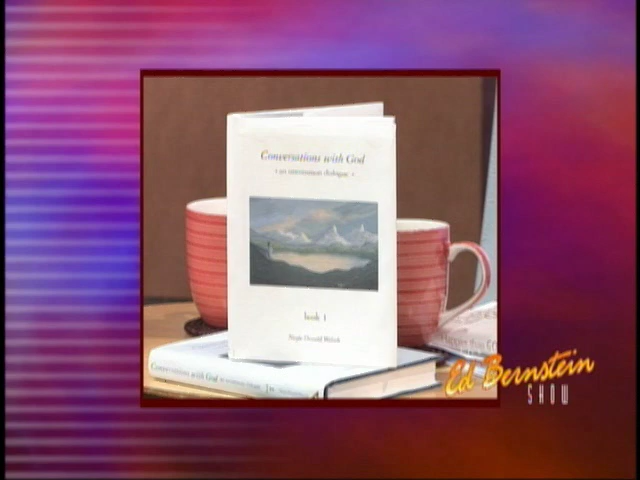 Conversations with God
an uncommon dialogue
book 1
Neale Donald Walsch
Conversations with God
Ed Bernstein
SHOW